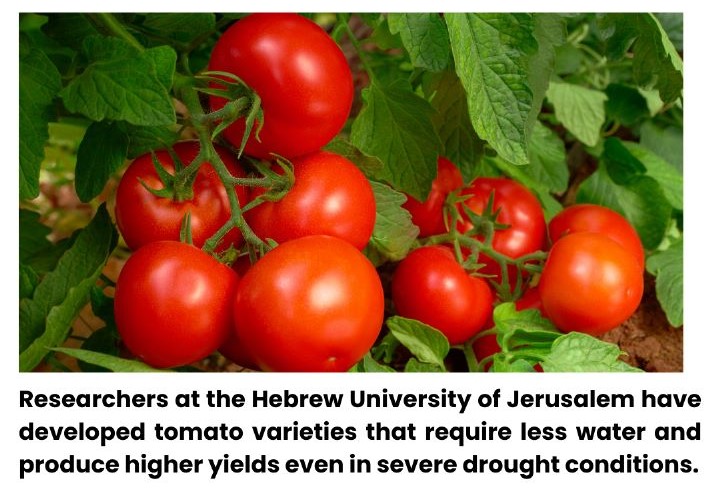 Researchers at the Hebrew University of Jerusalem have
developed tomato varieties that require less water and
produce higher yields even in severe drought conditions.